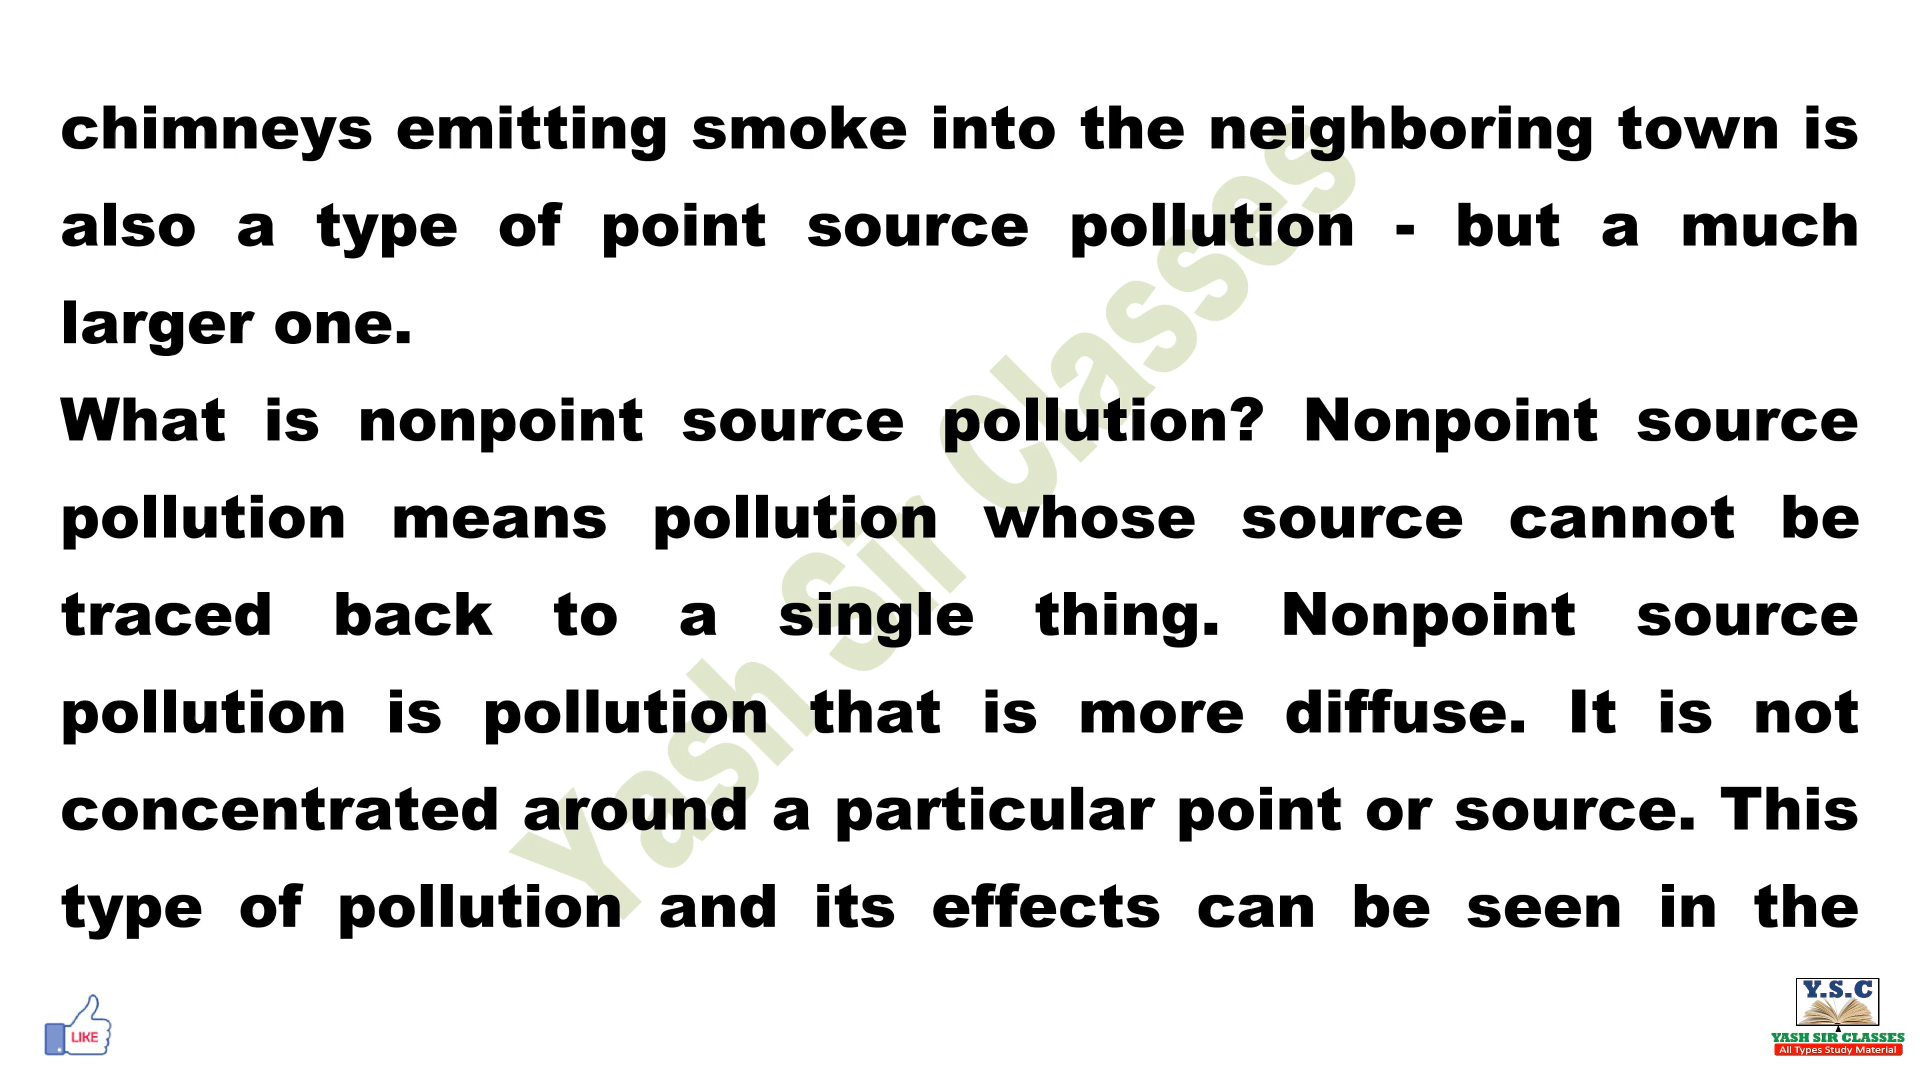 chimneys emitting smoke into the neighboring town is
also a type of point source pollution - but a much
larger one.
What is nonpoint source pollution? Nonpoint source
pollution means pollution whose source cannot be
traced back to a single thing. Nonpoint source
pollution is pollution that is more diffuse. It is not
concentrated around a particular point or source. This
type of pollution and its effects can be seen in the
Yash Sir Classes
LIKE
Y.S.C
YASH SIR CLASSES
All Types Study Material